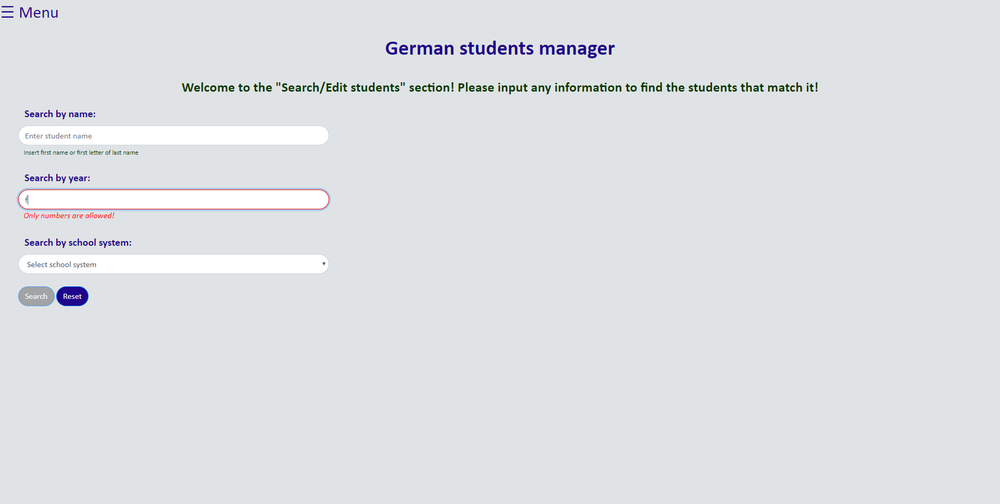 ☰ Menu
German students manager
Welcome to the "Search/Edit students" section! Please input any information to find the students that match it!
Search by name:
Enter student name
Insert first name or first letter of last name
Search by year:
f
Only numbers are allowed!
Search by school system:
Select school system
Search Reset